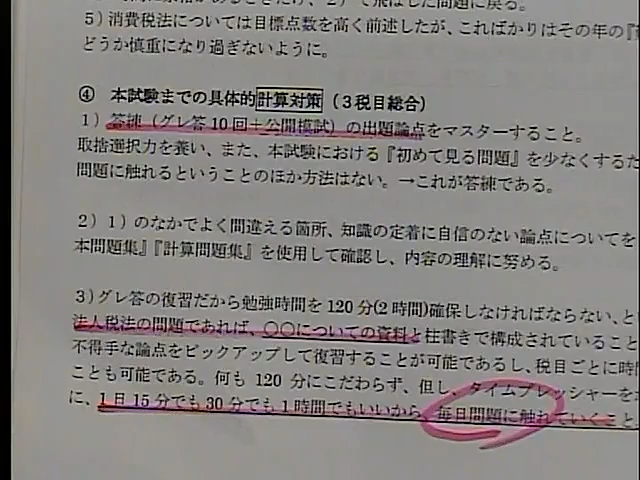 2）で飛ばした問題に戻る。
5）消費税法については目標点数を高く前述したが、こればかりはその年の『
どうか慎重になり過ぎないように。
④ 本試験までの具体的計算対策（３税目総合）
1）答練（グレ答10回＋公開模試）の出題論点をマスターすること。
取捨選択力を養い、また、本試験における『初めて見る問題』を少なくするた
問題に触れるということのほか方法はない。→これが答練である。
2）1）のなかでよく間違える箇所、知識の定着に自信のない論点についてを
本問題集』『計算問題集』を使用して確認し、内容の理解に努める。
3)グレ答の復習だから勉強時間を120分(2時間)確保しなければならない、と
法人税法の問題であれば、〇〇についての資料と柱書きで構成されていること
不得手な論点をピックアップして復習することが可能であるし、税目ごとに時
ことも可能である。何も120分にこだわらず、但し、タイムプレッシャーを
に、1日15分でも30分でも1時間でもいいから、毎日問題に触れていくこと